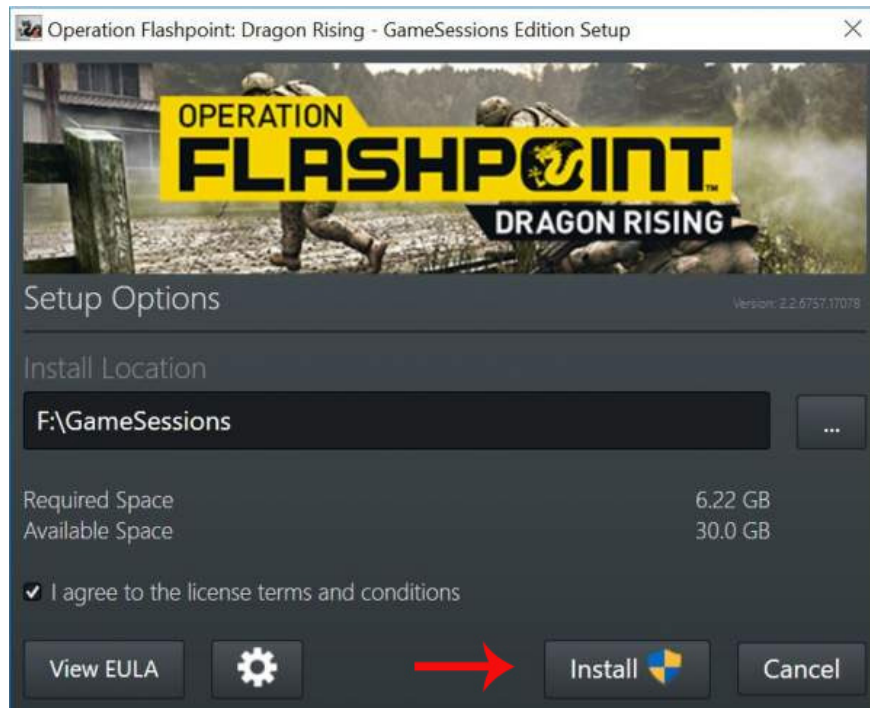 Operation Flashpoint: Dragon Rising - GameSessions Edition Setup
OPERATION
FLASHPOINT™
DRAGON RISING
Setup Options
Version: 2.2.6757.17078
Install Location
F:\GameSessions
...
Required Space 6.22 GB
Available Space 30.0 GB
I agree to the license terms and conditions
View EULA Install Cancel